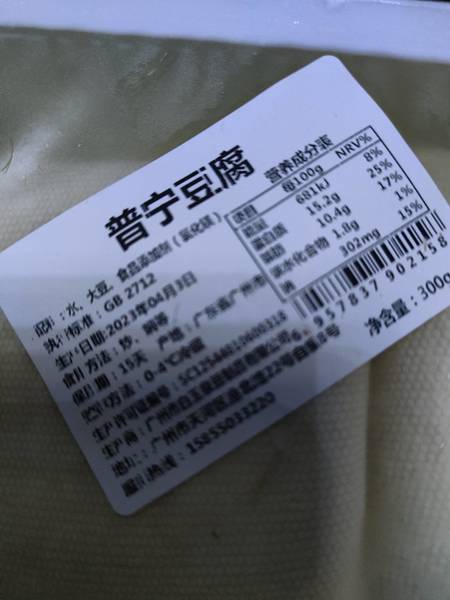 普宁豆腐
配料：水、大豆、食品添加剂（氯化镁）
执行标准：GB 2712
生产日期：2023年04月3日
食用方法：炒、焖等
保质期：15天 产地：广东省广州市
贮存方法：0-4℃冷藏
生产许可证编号：
生产商：广州市
地址：广州市天河区
服务热线：15855033220
营养成分表
项目 每100g NRV%
能量 681kJ 8%
蛋白质 15.2g 25%
脂肪 10.4g 17%
碳水化合物 1.8g 1%
钠 302mg 15%
6 957837 902158
净含量：300g